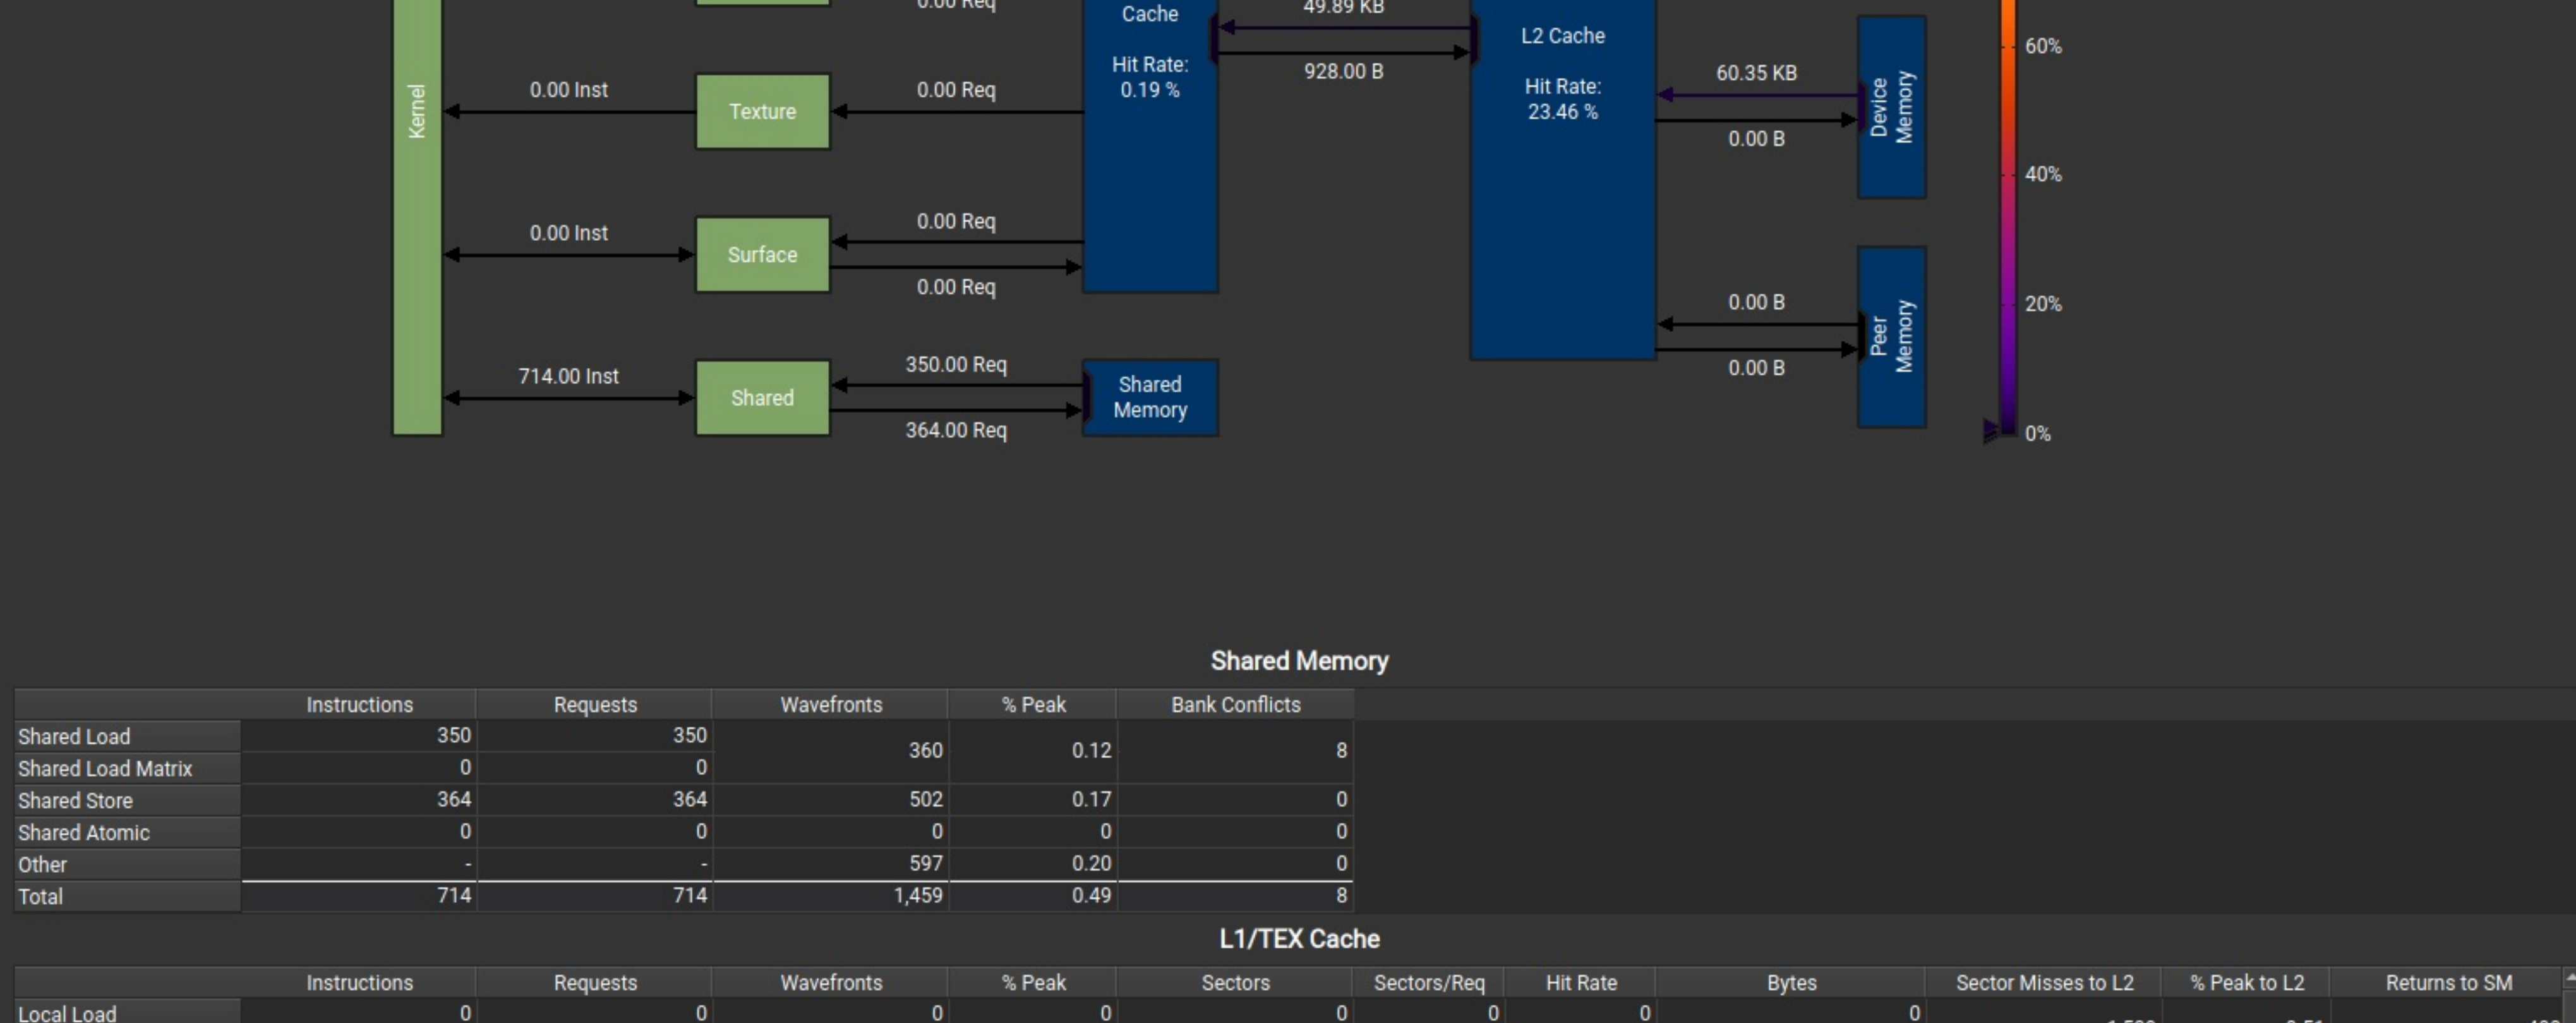 0.00 Req
Cache
49.89 KB
L2 Cache
60%
Hit Rate:
0.19 %
928.00 B
60.35 KB
Hit Rate:
23.46 %
Kernel
0.00 Inst
Texture
0.00 Req
Device
Memory
0.00 B
40%
0.00 Inst
Surface
0.00 Req
0.00 Req
0.00 B
20%
Peer
Memory
0.00 B
714.00 Inst
Shared
350.00 Req
364.00 Req
Shared
Memory
0%
Shared Memory
Instructions Requests Wavefronts % Peak Bank Conflicts
Shared Load 350 350 360 0.12 8
Shared Load Matrix 0 0
Shared Store 364 364 502 0.17 0
Shared Atomic 0 0 0 0 0
Other - - 597 0.20 0
Total 714 714 1,459 0.49 8
L1/TEX Cache
Instructions Requests Wavefronts % Peak Sectors Sectors/Req Hit Rate Bytes Sector Misses to L2 % Peak to L2 Returns to SM
Local Load 0 0 0 0 0 0 0 0